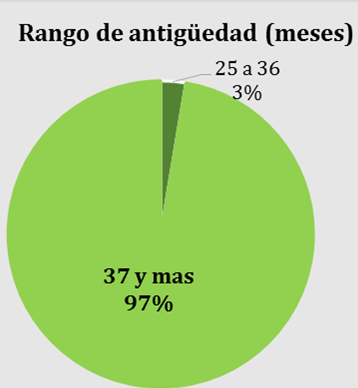 Rango de antigüedad (meses)
25 a 36
3%
37 y mas
97%